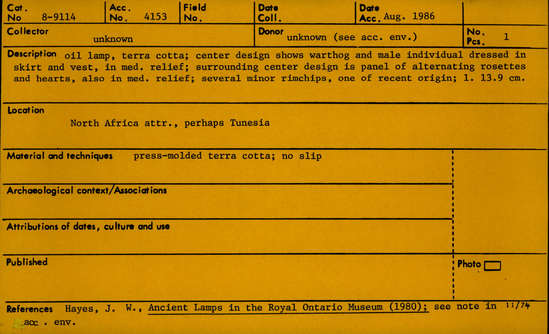 Cat. No 8-9114 Acc. No. 4153 Field No. Date Coll. Date Acc. Aug. 1986
Collector unknown Donor unknown (see acc. env.) No. Pcs. 1
Description oil lamp, terra cotta; center design shows warthog and male individual dressed in
skirt and vest, in med. relief; surrounding center design is panel of alternating rosettes
and hearts, also in med. relief; several minor rimchips, one of recent origin; l. 13.9 cm.
Location
North Africa attr., perhaps Tunesia
Material and techniques press-molded terra cotta; no slip
Archaeological context/Associations
Attributions of dates, culture and use
Published Photo
References Hayes, J. W., Ancient Lamps in the Royal Ontario Museum (1980); see note in
acc. env.